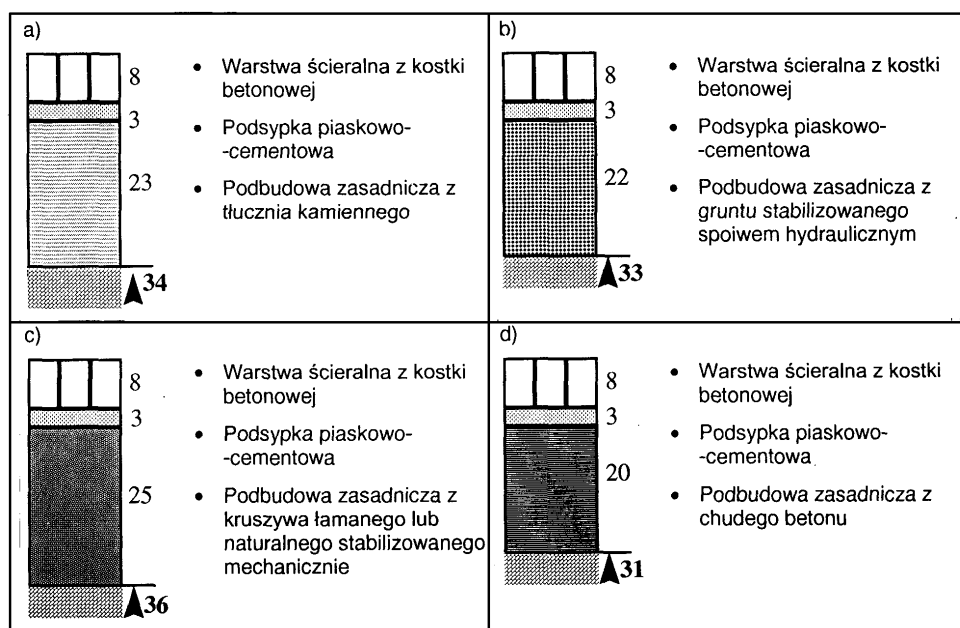 a)
8
3
23
34
• Warstwa ścieralna z kostki
betonowej
• Podsypka piaskowo-
-cementowa
• Podbudowa zasadnicza z
tłucznia kamiennego
b)
8
3
22
33
• Warstwa ścieralna z kostki
betonowej
• Podsypka piaskowo-
-cementowa
• Podbudowa zasadnicza z
gruntu stabilizowanego
spoiwem hydraulicznym
c)
8
3
25
36
• Warstwa ścieralna z kostki
betonowej
• Podsypka piaskowo-
-cementowa
• Podbudowa zasadnicza z
kruszywa łamanego lub
naturalnego stabilizowanego
mechanicznie
d)
8
3
20
31
• Warstwa ścieralna z kostki
betonowej
• Podsypka piaskowo-
-cementowa
• Podbudowa zasadnicza z
chudego betonu